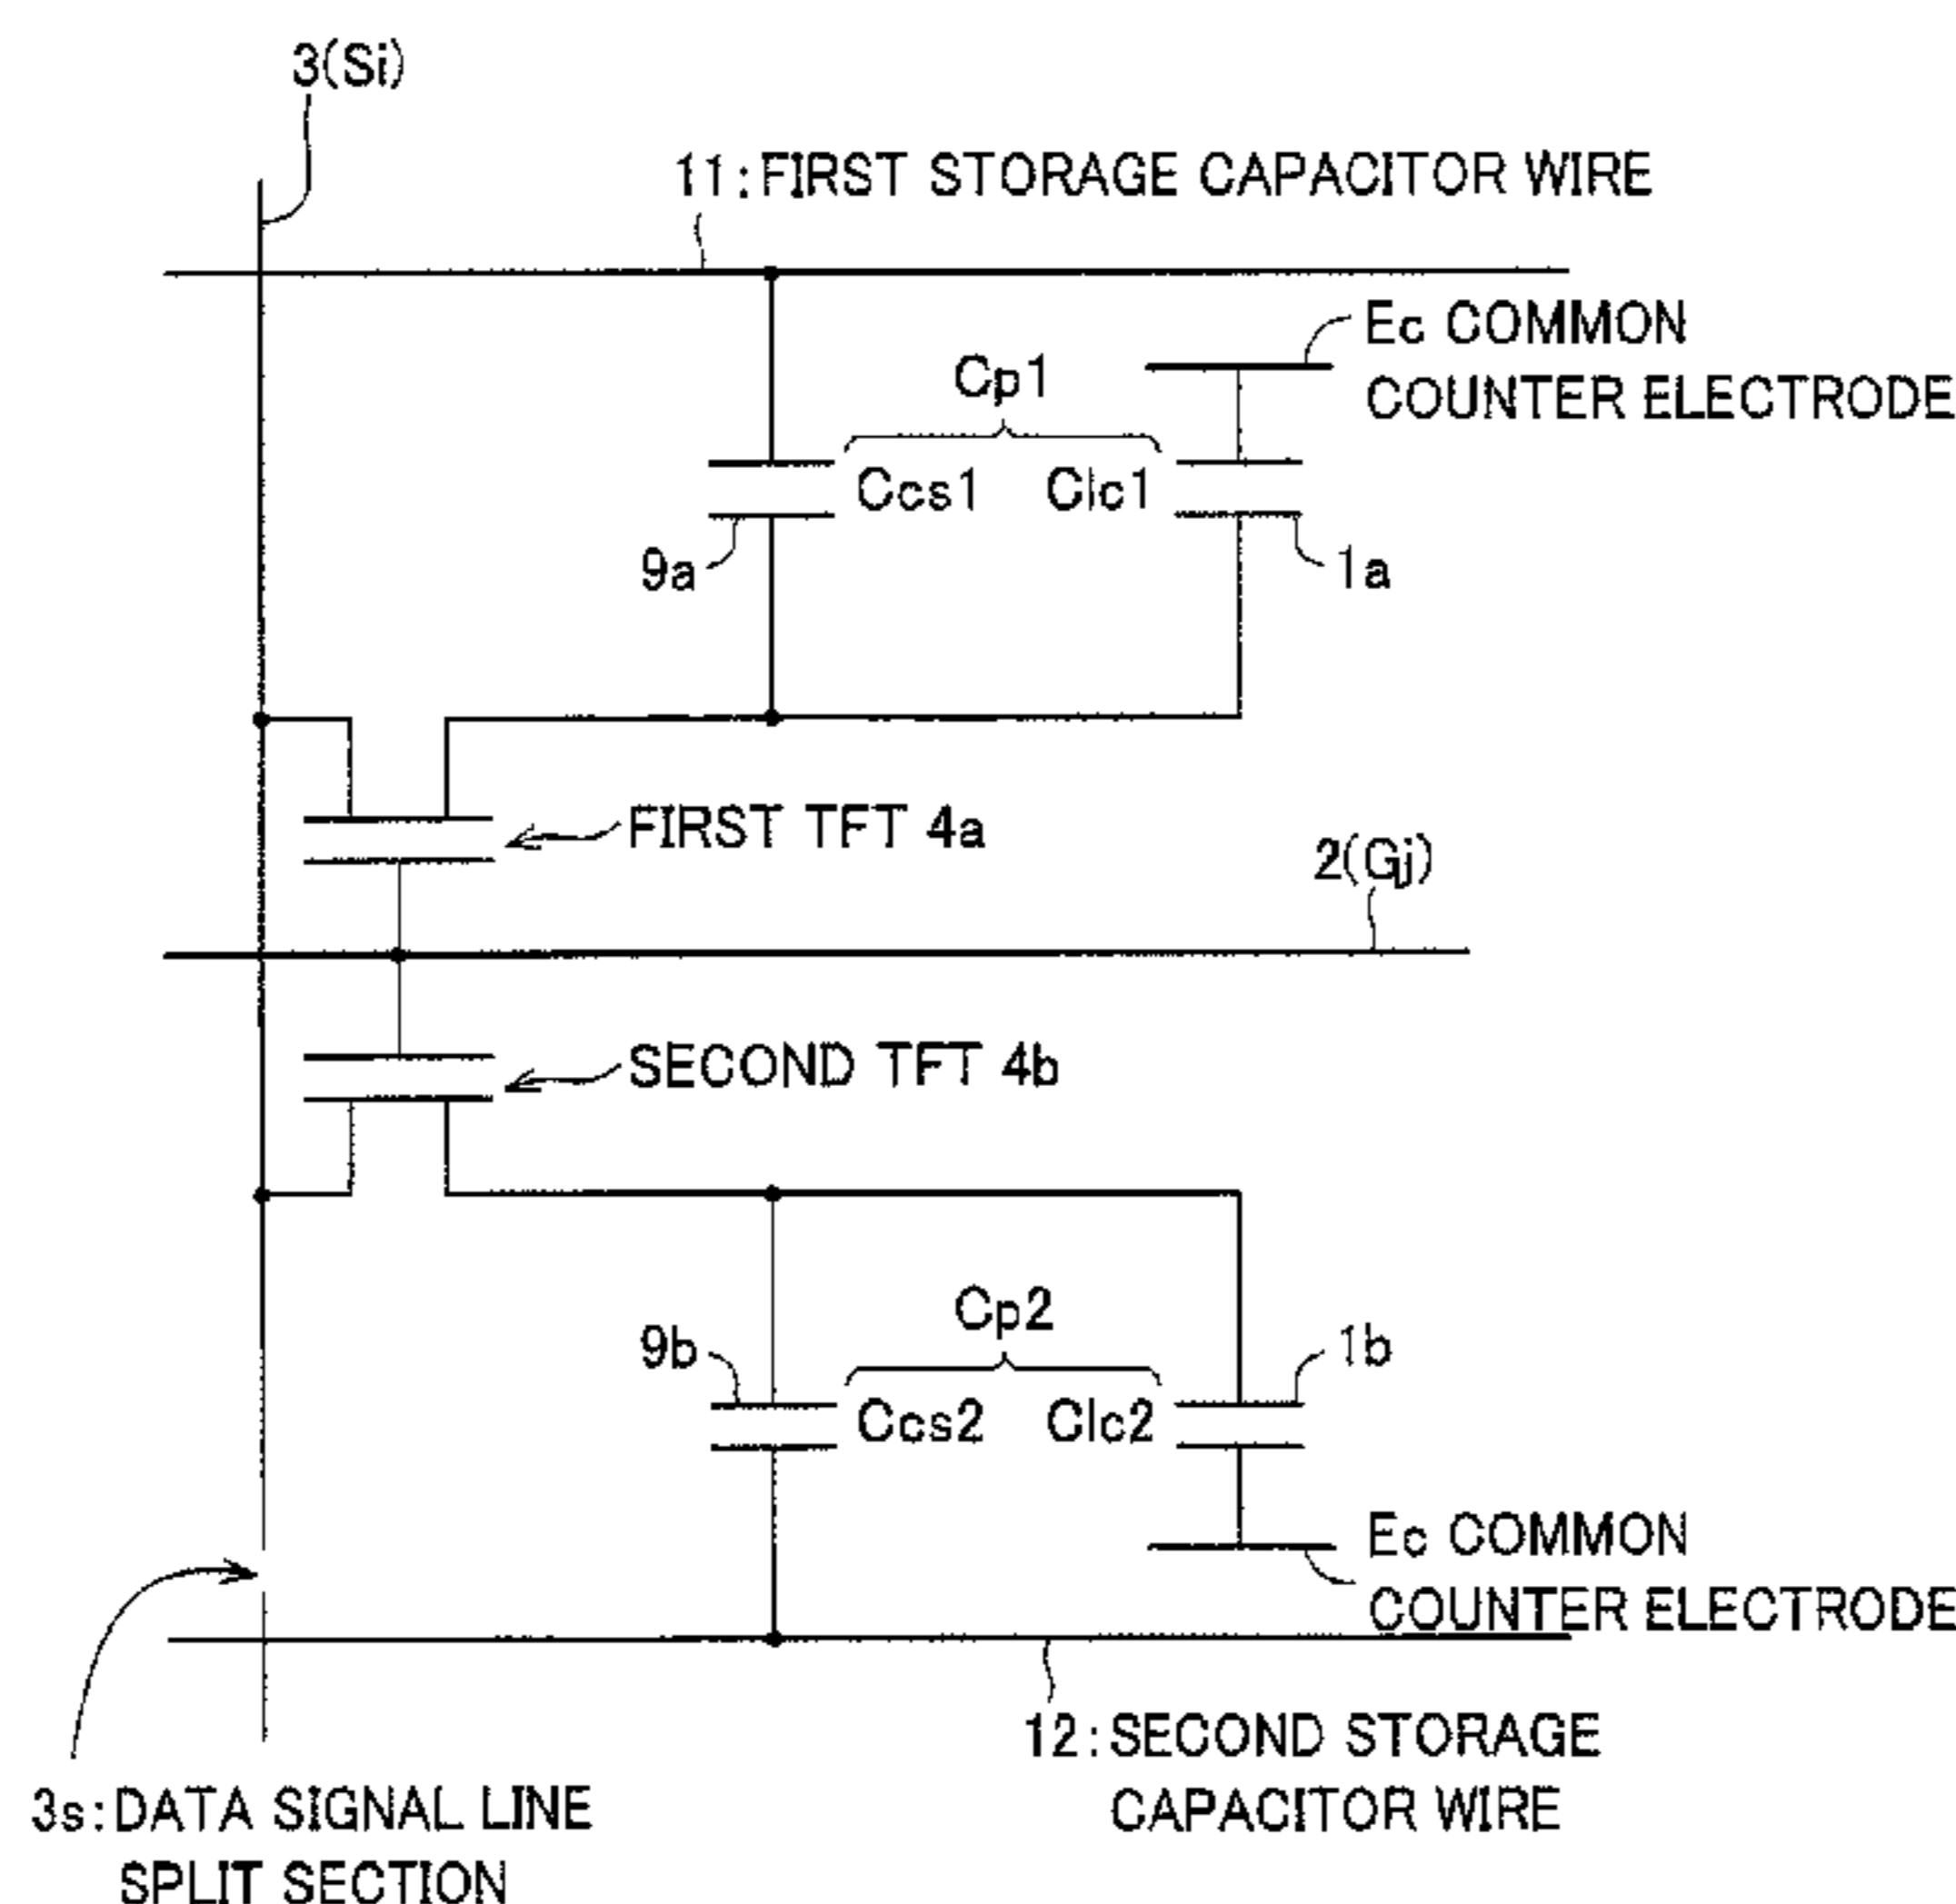 3(Si)
11:FIRST STORAGE CAPACITOR WIRE
Ec COMMON
COUNTER ELECTRODE
Cp1
Ccs1
Clc1
9a
1a
FIRST TFT 4a
2(Gj)
SECOND TFT 4b
Cp2
9b
1b
Ccs2
Clc2
Ec COMMON
COUNTER ELECTRODE
12:SECOND STORAGE
CAPACITOR WIRE
3s:DATA SIGNAL LINE
SPLIT SECTION